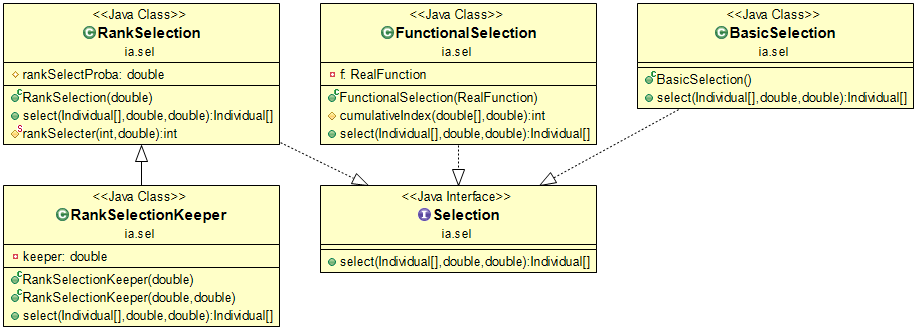 <<Java Class>>
RankSelection
ia.sel
rankSelectProba: double
RankSelection(double)
select(Individual[],double,double):Individual[]
rankSelecter(int,double):int
<<Java Class>>
FunctionalSelection
ia.sel
f: RealFunction
FunctionalSelection(RealFunction)
cumulativeIndex(double[],double):int
select(Individual[],double,double):Individual[]
<<Java Class>>
BasicSelection
ia.sel
BasicSelection()
select(Individual[],double,double):Individual[]
<<Java Class>>
RankSelectionKeeper
ia.sel
keeper: double
RankSelectionKeeper(double)
RankSelectionKeeper(double,double)
select(Individual[],double,double):Individual[]
<<Java Interface>>
Selection
ia.sel
select(Individual[],double,double):Individual[]